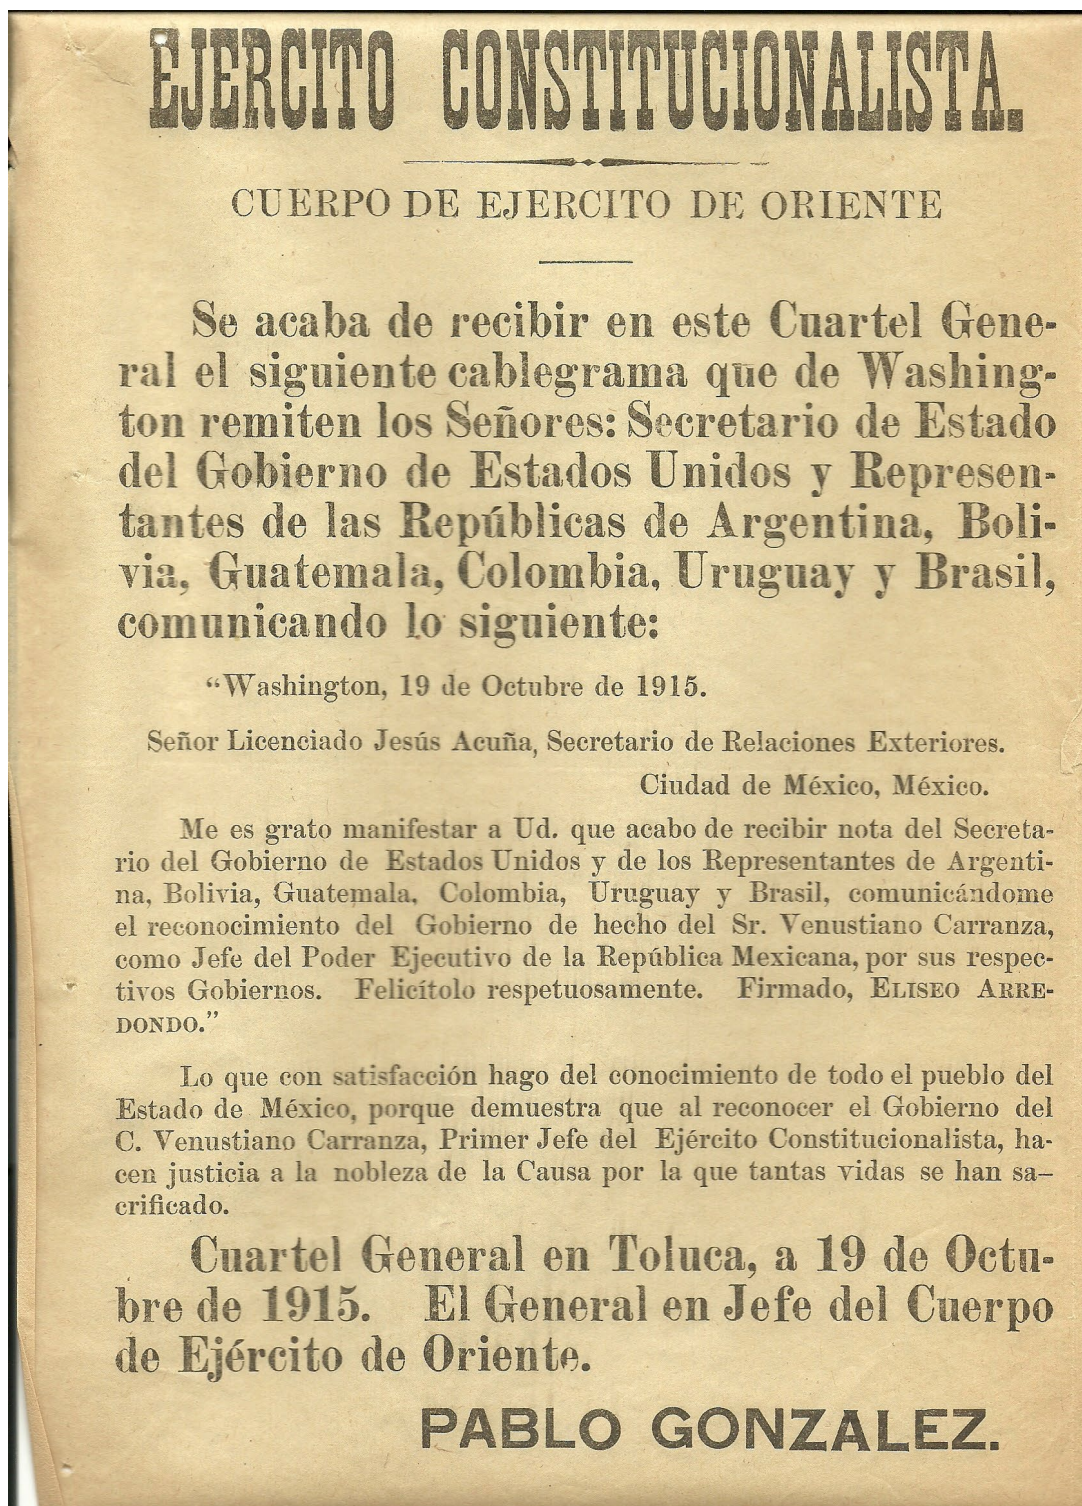 EJERCITO CONSTITUCIONALISTA.
CUERPO DE EJERCITO DE ORIENTE
Se acaba de recibir en este Cuartel Gene-
ral el siguiente cablegrama que de Washing-
ton remiten los Señores: Secretario de Estado
del Gobierno de Estados Unidos y Represen-
tantes de las Repúblicas de Argentina, Boli-
via, Guatemala, Colombia, Uruguay y Brasil,
comunicando lo siguiente:
“Washington, 19 de Octubre de 1915.
Señor Licenciado Jesús Acuña, Secretario de Relaciones Exteriores.
Ciudad de México, México.
Me es grato manifestar a Ud. que acabo de recibir nota del Secreta-
rio del Gobierno de Estados Unidos y de los Representantes de Argenti-
na, Bolivia, Guatemala, Colombia, Uruguay y Brasil, comunicándome
el reconocimiento del Gobierno de hecho del Sr. Venustiano Carranza,
como Jefe del Poder Ejecutivo de la República Mexicana, por sus respec-
tivos Gobiernos. Felicítolo respetuosamente. Firmado, ELISEO ARRE-
DONDO.”
Lo que con satisfacción hago del conocimiento de todo el pueblo del
Estado de México, porque demuestra que al reconocer el Gobierno del
C. Venustiano Carranza, Primer Jefe del Ejército Constitucionalista, ha-
cen justicia a la nobleza de la Causa por la que tantas vidas se han sa-
crificado.
Cuartel General en Toluca, a 19 de Octu-
bre de 1915. El General en Jefe del Cuerpo
de Ejército de Oriente.
PABLO GONZALEZ.